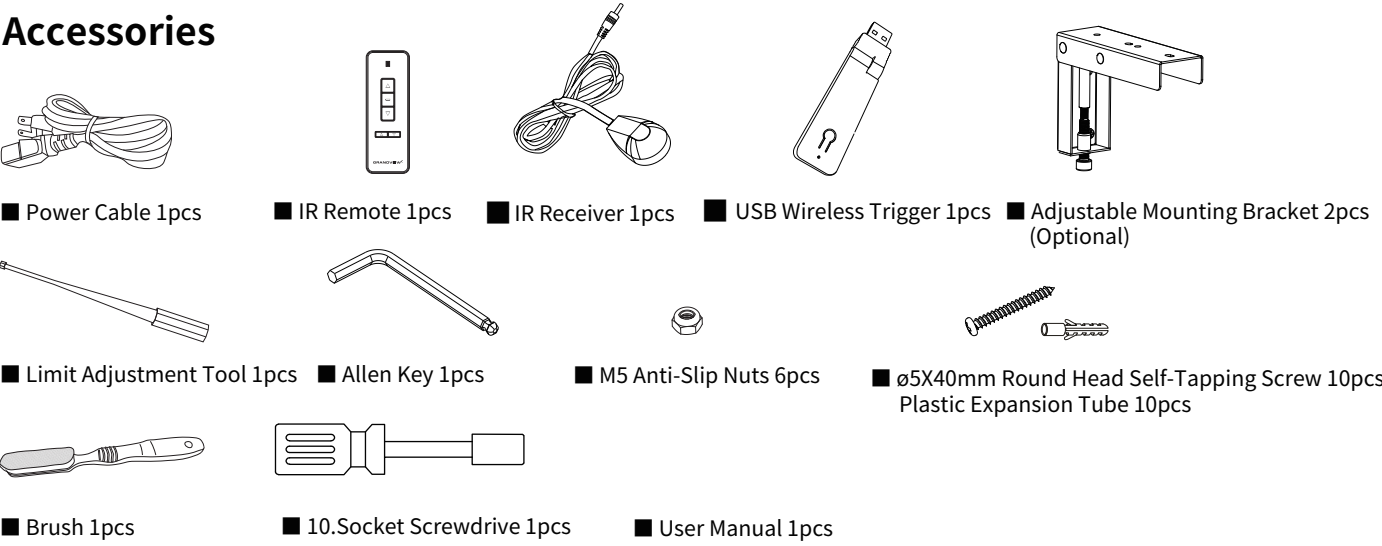 Accessories
GRANDVIEW
■ Power Cable 1pcs
■ IR Remote 1pcs
■ IR Receiver 1pcs
■ USB Wireless Trigger 1pcs
■ Adjustable Mounting Bracket 2pcs
(Optional)
■ Limit Adjustment Tool 1pcs
■ Allen Key 1pcs
■ M5 Anti-Slip Nuts 6pcs
■ ø5X40mm Round Head Self-Tapping Screw 10pcs
Plastic Expansion Tube 10pcs
■ Brush 1pcs
■ 10.Socket Screwdrive 1pcs
■ User Manual 1pcs